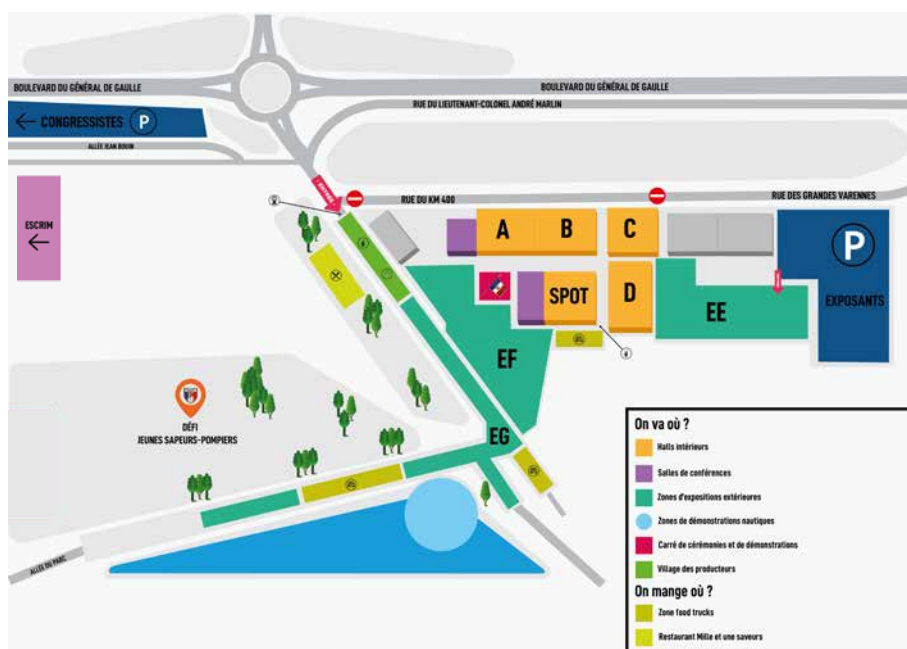 BOULEVARD DU GÉNÉRAL DE GAULLE
BOULEVARD DU GÉNÉRAL DE GAULLE
RUE DU LIEUTENANT-COLONEL ANDRÉ MARLIN
CONGRESSISTES P
ALLÉE JEAN BOUIN
ESCRIM
RUE DU KM 400
RUE DES GRANDES VARENNES
A
B
C
P
SPOT
D
EE
EXPOSANTS
EF
DÉFI
JEUNES SAPEURS-POMPIERS
EG
ALLÉE DU PARC
On va où ?
Halls intérieurs
Salles de conférences
Zones d'expositions extérieures
Zones de démonstrations nautiques
Carré de cérémonies et de démonstrations
Village des producteurs
On mange où ?
Zone food trucks
Restaurant Mille et une saveurs